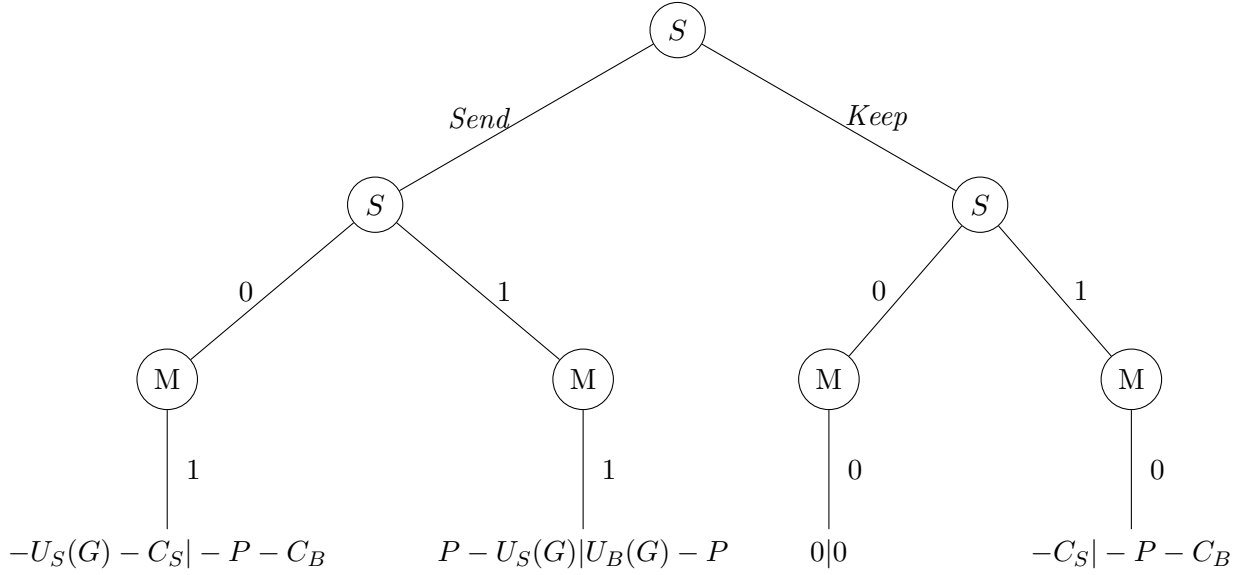 S
Send
Keep
S
S
0
1
0
1
M
M
M
M
1
1
0
0
−U_S(G) − C_S| − P − C_B
P − U_S(G)|U_B(G) − P
0|0
−C_S| − P − C_B